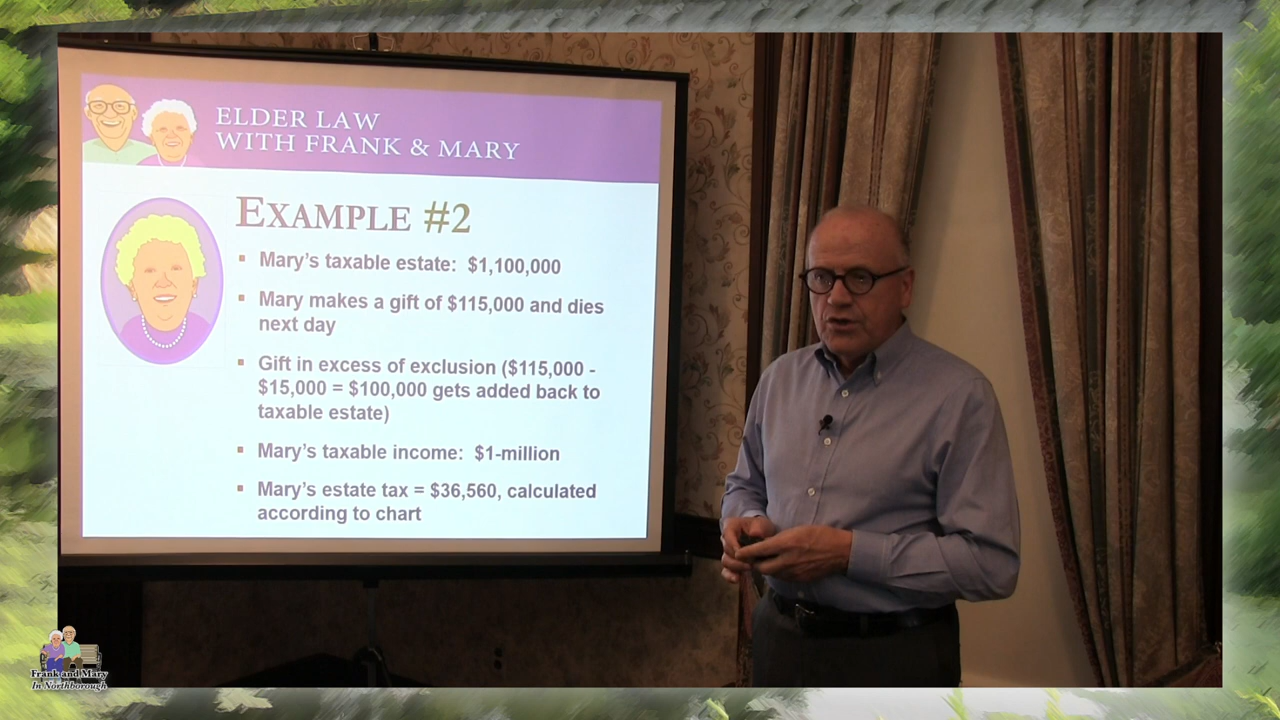 ELDER LAW
WITH FRANK & MARY
EXAMPLE #2
▪ Mary's taxable estate: $1,100,000
▪ Mary makes a gift of $115,000 and dies
next day
▪ Gift in excess of exclusion ($115,000 -
$15,000 = $100,000 gets added back to
taxable estate)
▪ Mary's taxable income: $1-million
▪ Mary's estate tax = $36,560, calculated
according to chart
Frank and Mary
In Northborough